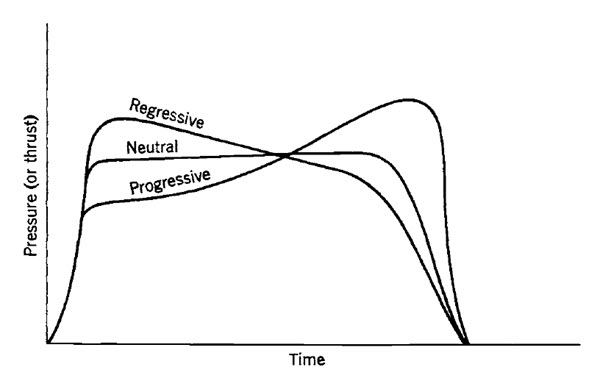 Regressive
Neutral
Progressive
Pressure (or thrust)
Time